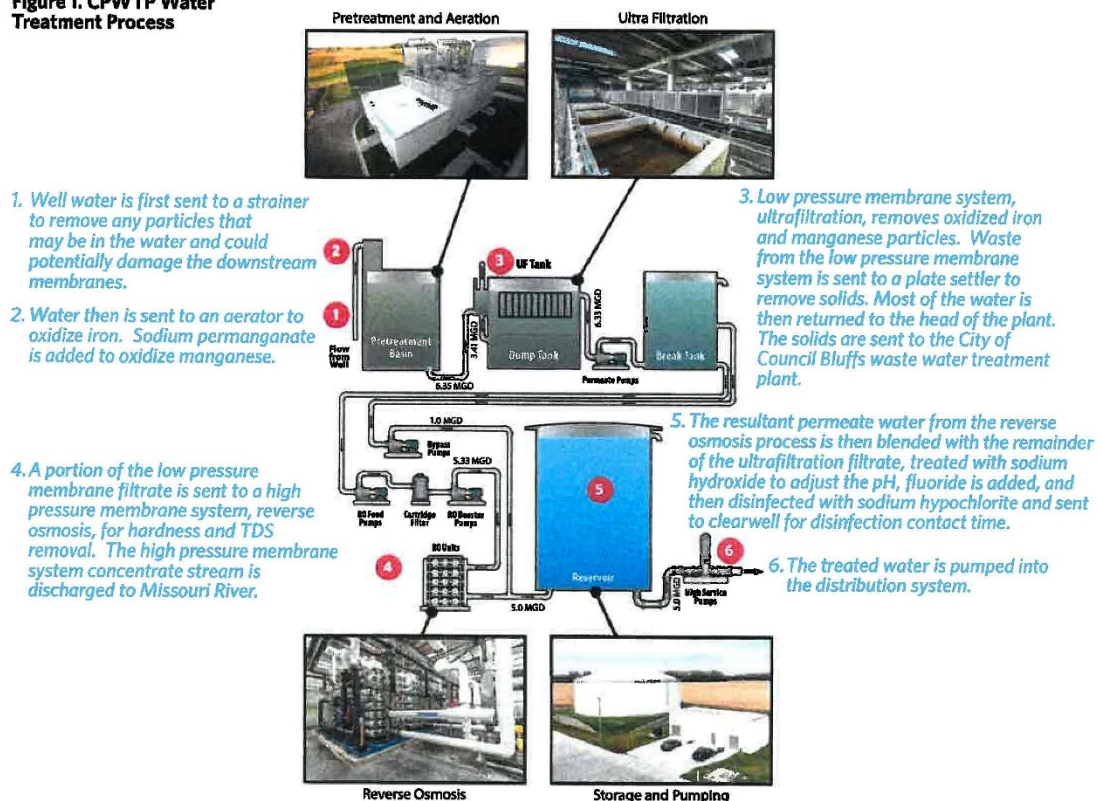 Figure 1. CPWTP Water
Treatment Process
Pretreatment and Aeration
Ultra Filtration
1. Well water is first sent to a strainer
to remove any particles that
may be in the water and could
potentially damage the downstream
membranes.
2. Water then is sent to an aerator to
oxidize iron. Sodium permanganate
is added to oxidize manganese.
3. Low pressure membrane system,
ultrafiltration, removes oxidized iron
and manganese particles. Waste
from the low pressure membrane
system is sent to a plate settler to
remove solids. Most of the water is
then returned to the head of the plant.
The solids are sent to the City of
Council Bluffs waste water treatment
plant.
2
1
Flow
from
Well
Pretreatment
Basin
6.35 MGD
3.41 MGD
3
UF Tank
Dump Tank
6.33 MGD
Permeate Pumps
Break Tank
1.0 MGD
Bypass
Pumps
5.33 MGD
RO Feed
Pumps
Cartridge
Filter
RO Booster
Pumps
4. A portion of the low pressure
membrane filtrate is sent to a high
pressure membrane system, reverse
osmosis, for hardness and TDS
removal. The high pressure membrane
system concentrate stream is
discharged to Missouri River.
4
RO Units
5.0 MGD
5
Reservoir
5.0 MGD
6
High Service
Pumps
5. The resultant permeate water from the reverse
osmosis process is then blended with the remainder
of the ultrafiltration filtrate, treated with sodium
hydroxide to adjust the pH, fluoride is added, and
then disinfected with sodium hypochlorite and sent
to clearwell for disinfection contact time.
6. The treated water is pumped into
the distribution system.
Reverse Osmosis
Storage and Pumping